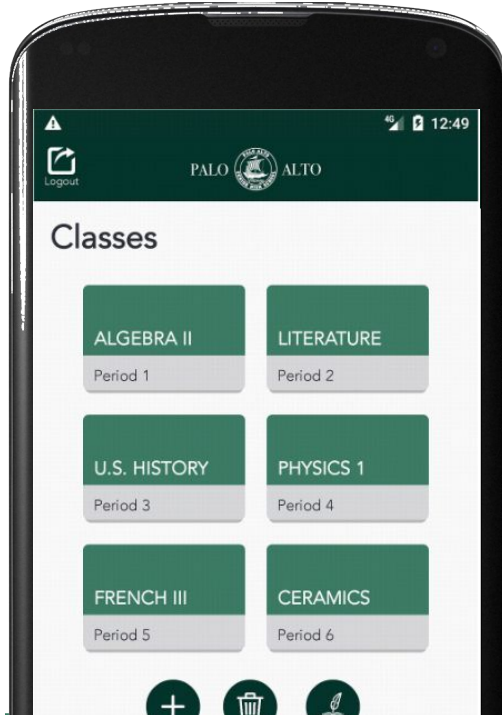 4G 12:49
Logout
PALO ALTO
Classes
ALGEBRA II
Period 1
LITERATURE
Period 2
U.S. HISTORY
Period 3
PHYSICS 1
Period 4
FRENCH III
Period 5
CERAMICS
Period 6